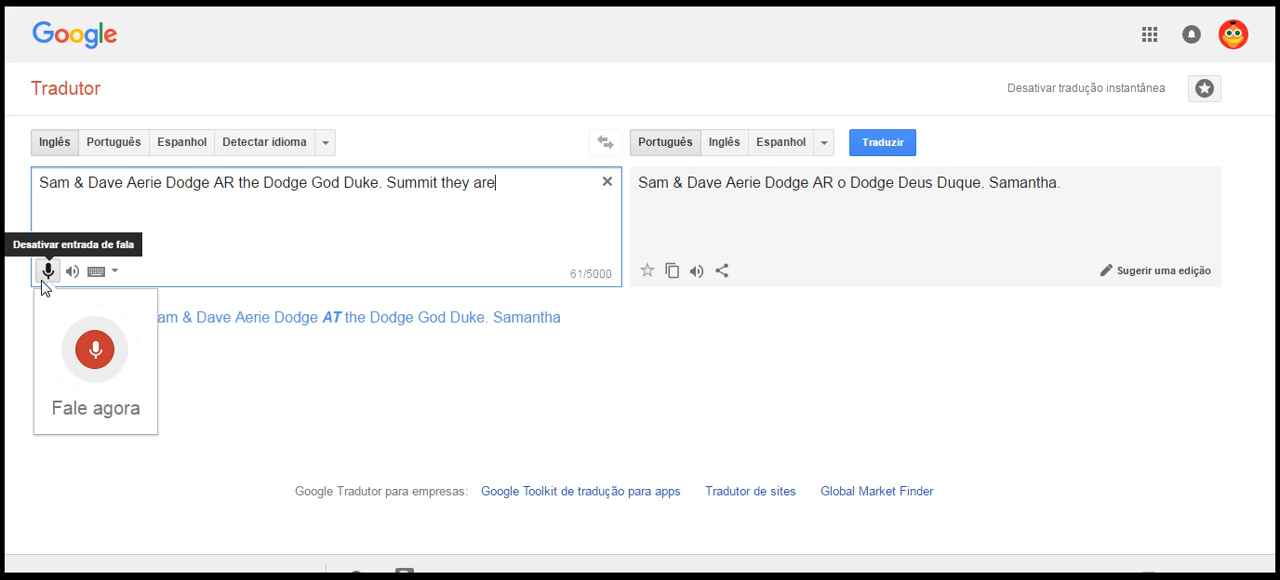 Google
Tradutor
Desativar tradução instantânea
Inglês Português Espanhol Detectar idioma
Português Inglês Espanhol Traduzir
Sam & Dave Aerie Dodge AR the Dodge God Duke. Summit they are
Sam & Dave Aerie Dodge AR o Dodge Deus Duque. Samantha.
Desativar entrada de fala
61/5000
Sugerir uma edição
am & Dave Aerie Dodge AT the Dodge God Duke. Samantha
Fale agora
Google Tradutor para empresas: Google Toolkit de tradução para apps Tradutor de sites Global Market Finder